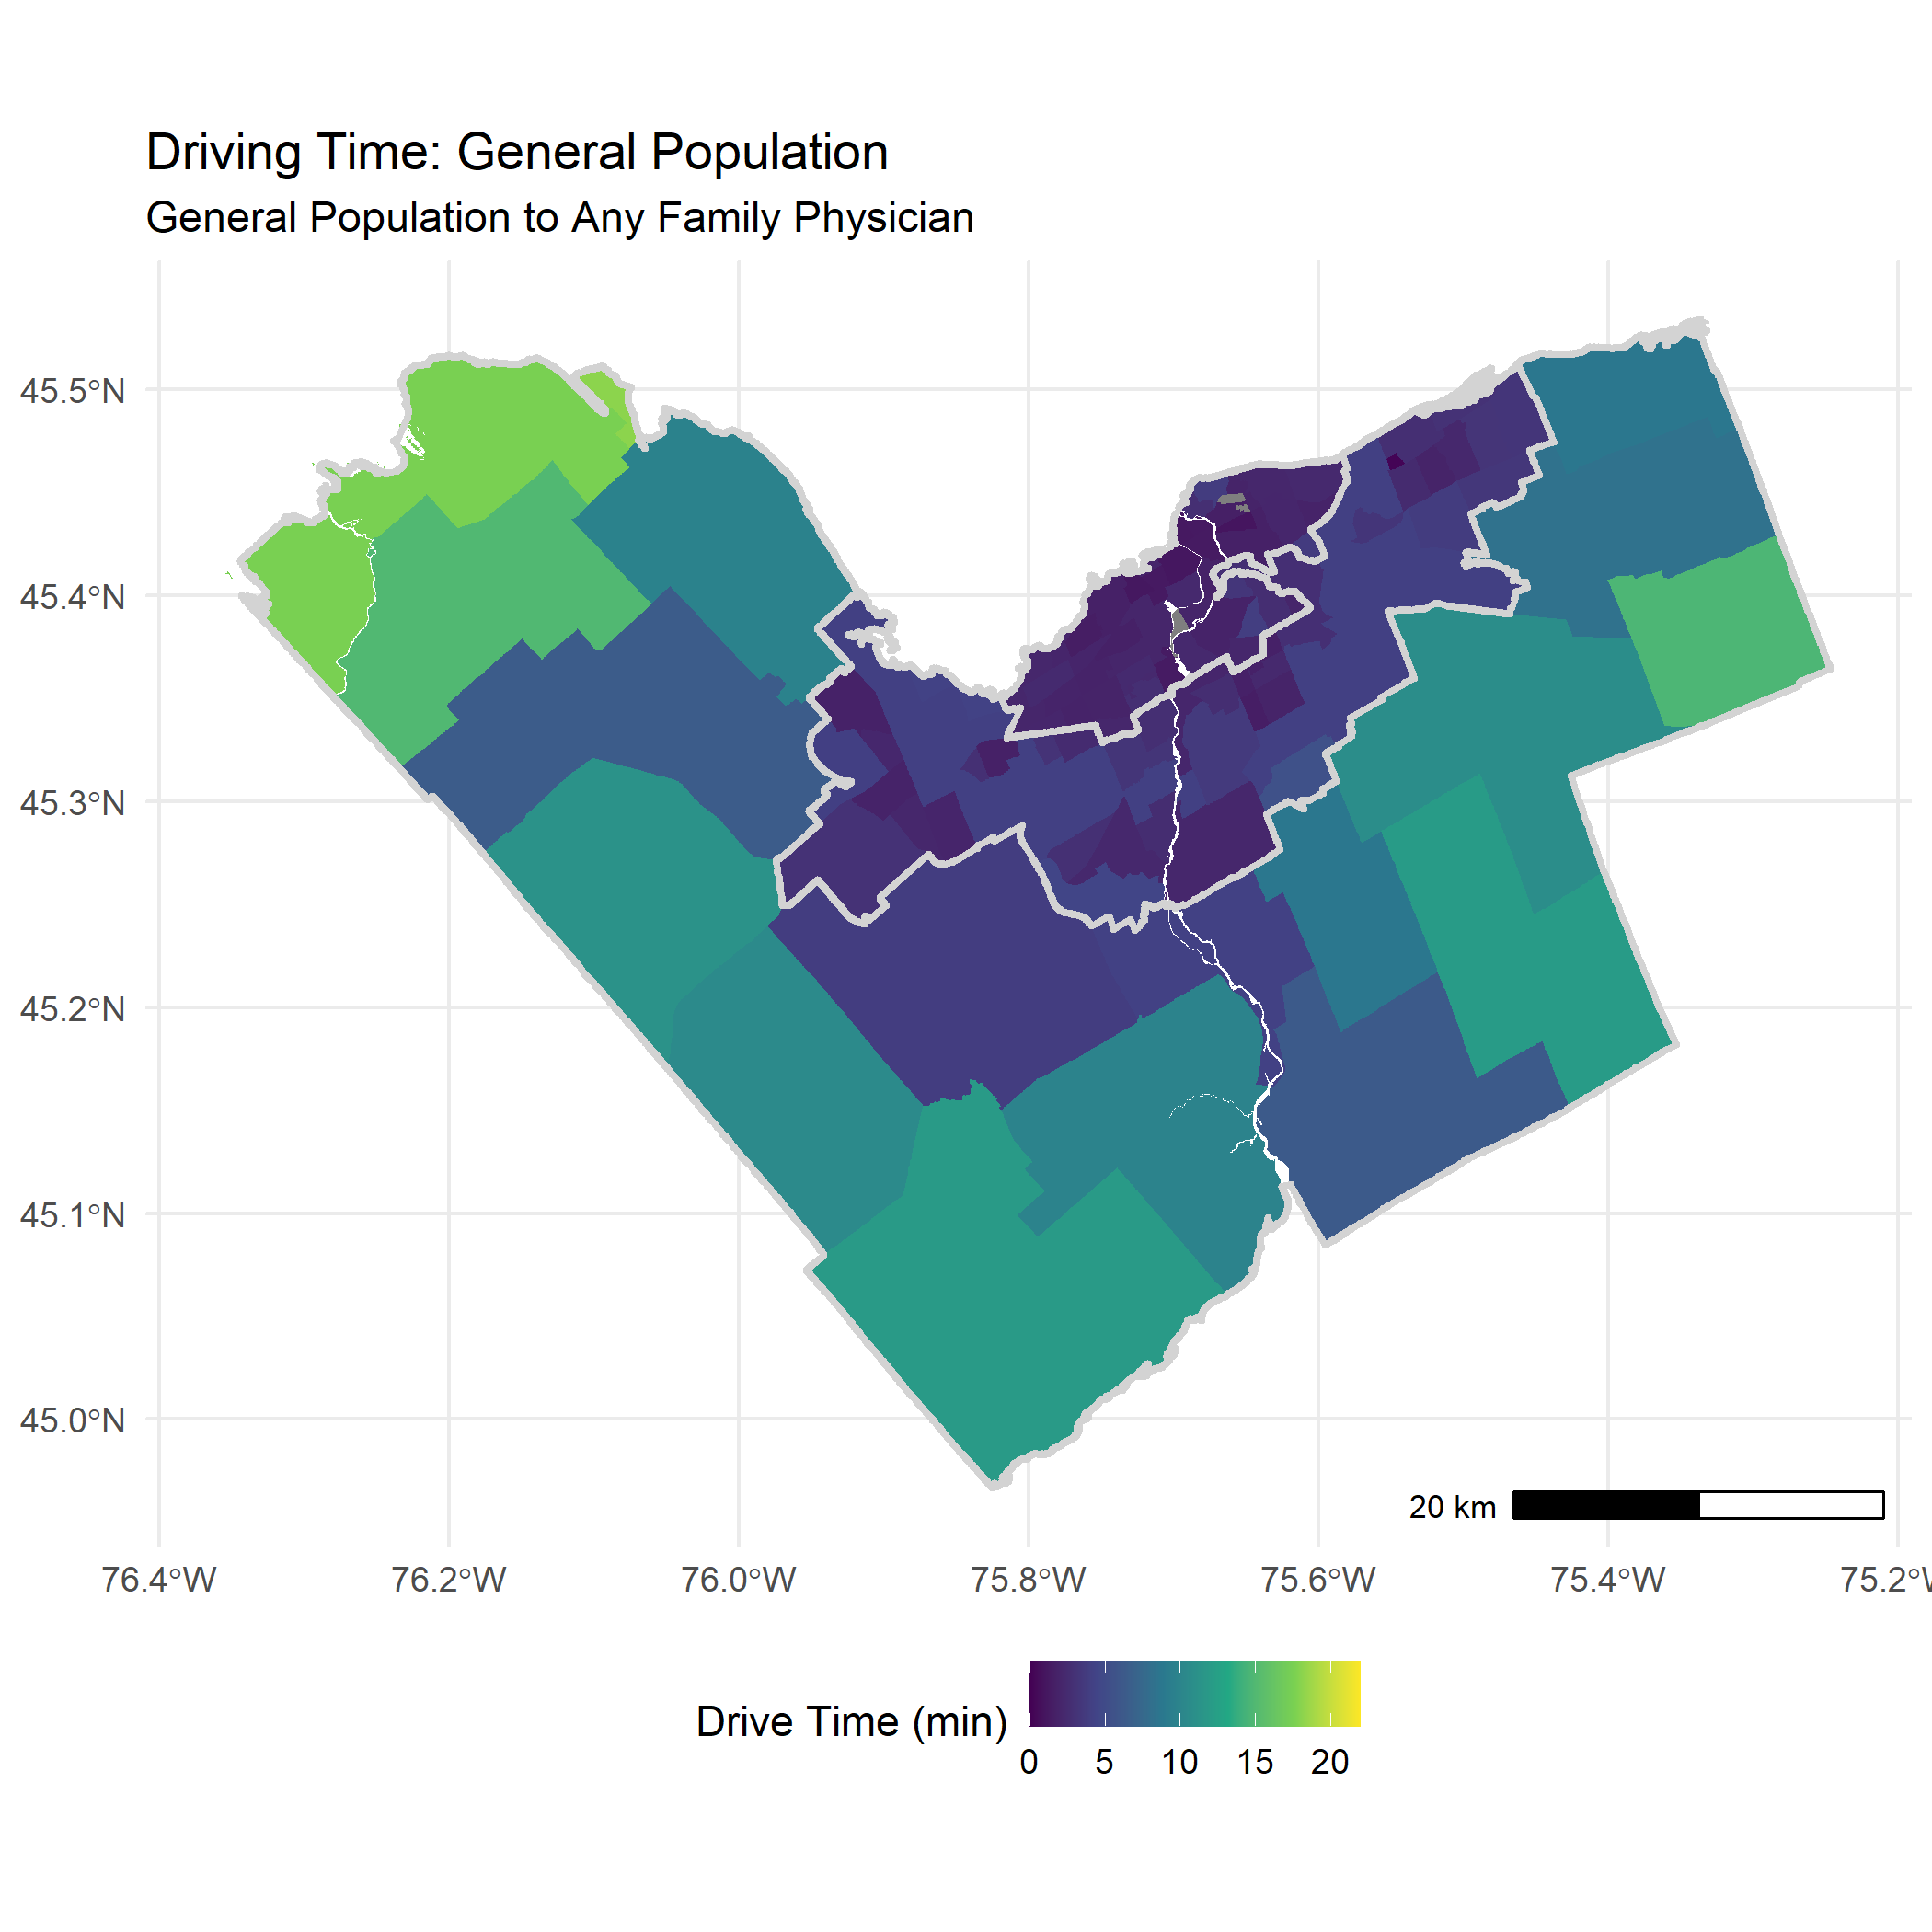 Driving Time: General Population
General Population to Any Family Physician
45.5°N
45.4°N
45.3°N
45.2°N
45.1°N
45.0°N
20 km
76.4°W 76.2°W 76.0°W 75.8°W 75.6°W 75.4°W 75.2°W
Drive Time (min)
0 5 10 15 20